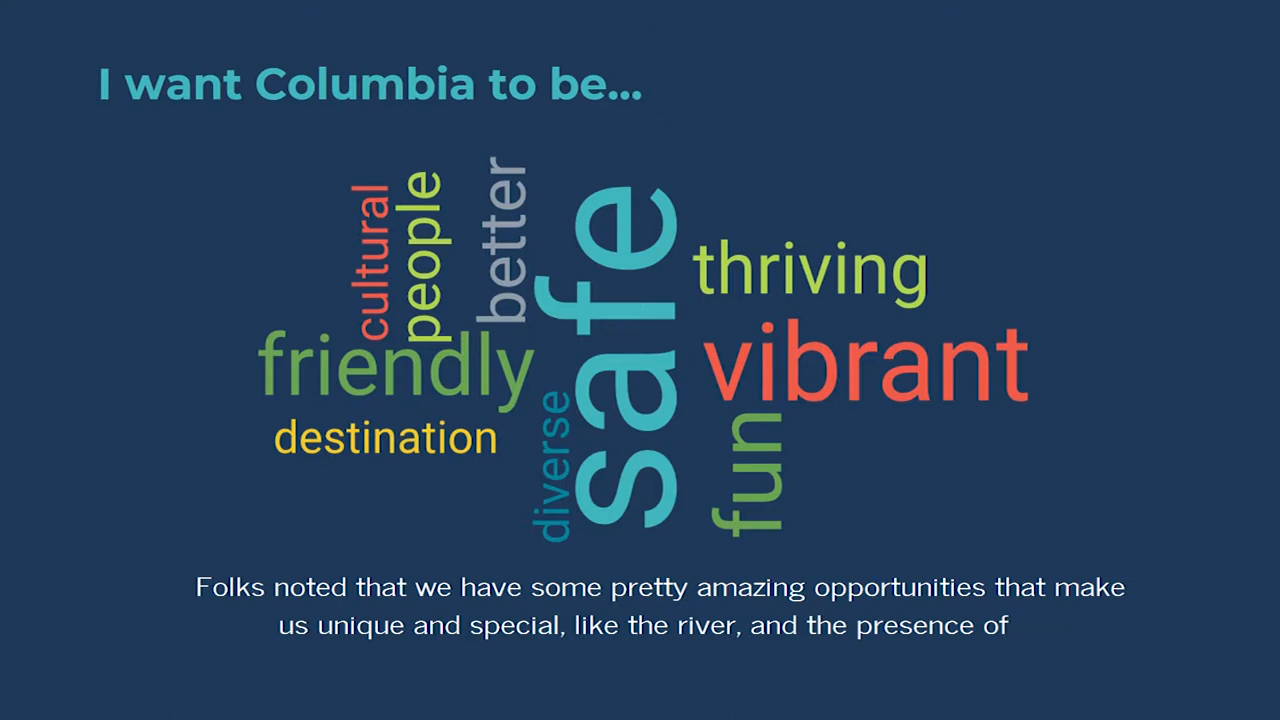 I want Columbia to be...
cultural
people
better
safe
thriving
friendly
vibrant
destination
diverse
fun
Folks noted that we have some pretty amazing opportunities that make
us unique and special, like the river, and the presence of